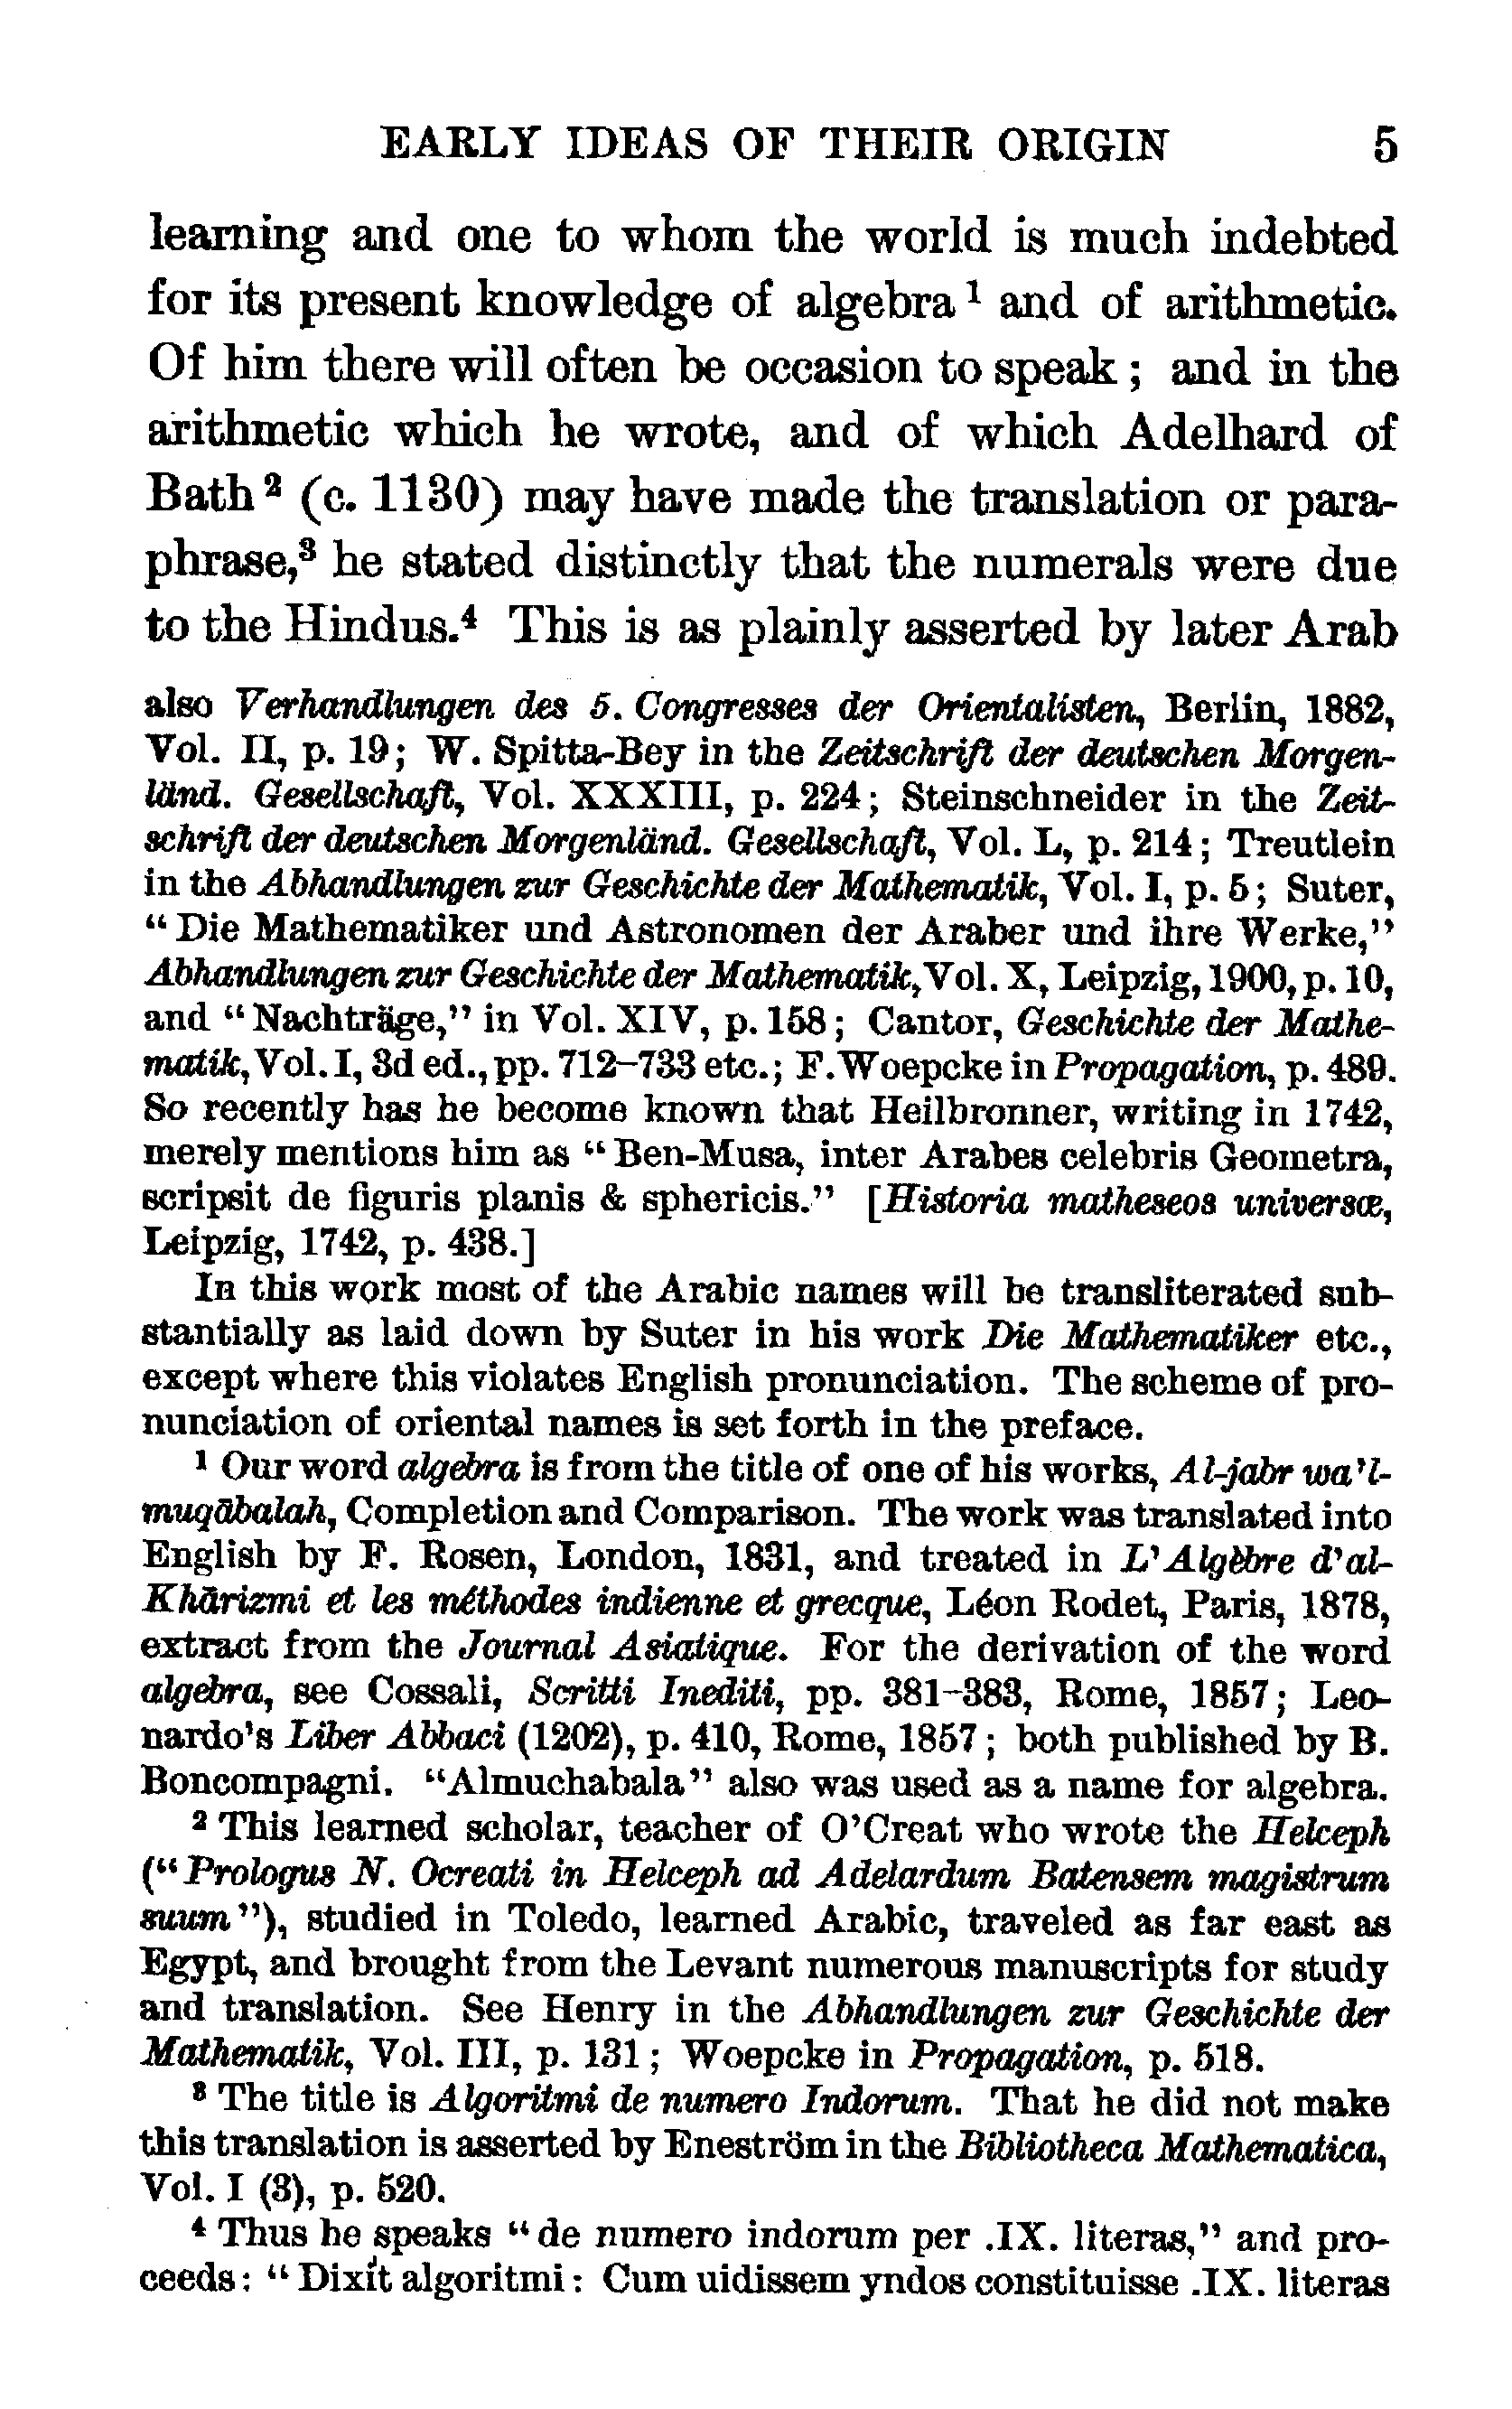 EARLY IDEAS OF THEIR ORIGIN 5
learning and one to whom the world is much indebted
for its present knowledge of algebra¹ and of arithmetic.
Of him there will often be occasion to speak; and in the
arithmetic which he wrote, and of which Adelhard of
Bath² (c. 1130) may have made the translation or para-
phrase,³ he stated distinctly that the numerals were due
to the Hindus.⁴ This is as plainly asserted by later Arab
also Verhandlungen des 5. Congresses der Orientalisten, Berlin, 1882,
Vol. II, p. 19; W. Spitta-Bey in the Zeitschrift der deutschen Morgen-
länd. Gesellschaft, Vol. XXXIII, p. 224; Steinschneider in the Zeit-
schrift der deutschen Morgenländ. Gesellschaft, Vol. L, p. 214; Treutlein
in the Abhandlungen zur Geschichte der Mathematik, Vol. I, p. 5; Suter,
"Die Mathematiker und Astronomen der Araber und ihre Werke,"
Abhandlungen zur Geschichte der Mathematik, Vol. X, Leipzig, 1900, p. 10,
and "Nachträge," in Vol. XIV, p. 158; Cantor, Geschichte der Mathe-
matik, Vol. I, 3d ed., pp. 712–733 etc.; F. Woepcke in Propagation, p. 489.
So recently has he become known that Heilbronner, writing in 1742,
merely mentions him as "Ben-Musa, inter Arabes celebris Geometra,
scripsit de figuris planis & sphericis." [Historia matheseos universæ,
Leipzig, 1742, p. 438.]
In this work most of the Arabic names will be transliterated sub-
stantially as laid down by Suter in his work Die Mathematiker etc.,
except where this violates English pronunciation. The scheme of pro-
nunciation of oriental names is set forth in the preface.
¹ Our word algebra is from the title of one of his works, Al-jabr wa'l-
muqābalah, Completion and Comparison. The work was translated into
English by F. Rosen, London, 1831, and treated in L'Algèbre d'al-
Khārizmi et les méthodes indienne et grecque, Léon Rodet, Paris, 1878,
extract from the Journal Asiatique. For the derivation of the word
algebra, see Cossali, Scritti Inediti, pp. 381–383, Rome, 1857; Leo-
nardo's Liber Abbaci (1202), p. 410, Rome, 1857; both published by B.
Boncompagni. "Almuchabala" also was used as a name for algebra.
² This learned scholar, teacher of O'Creat who wrote the Helceph
("Prologus N. Ocreati in Helceph ad Adelardum Batensem magistrum
suum"), studied in Toledo, learned Arabic, traveled as far east as
Egypt, and brought from the Levant numerous manuscripts for study
and translation. See Henry in the Abhandlungen zur Geschichte der
Mathematik, Vol. III, p. 131; Woepcke in Propagation, p. 518.
³ The title is Algoritmi de numero Indorum. That he did not make
this translation is asserted by Eneström in the Bibliotheca Mathematica,
Vol. I (3), p. 520.
⁴ Thus he speaks "de numero indorum per .IX. literas," and pro-
ceeds: "Dixit algoritmi: Cum uidissem yndos constituisse .IX. literas